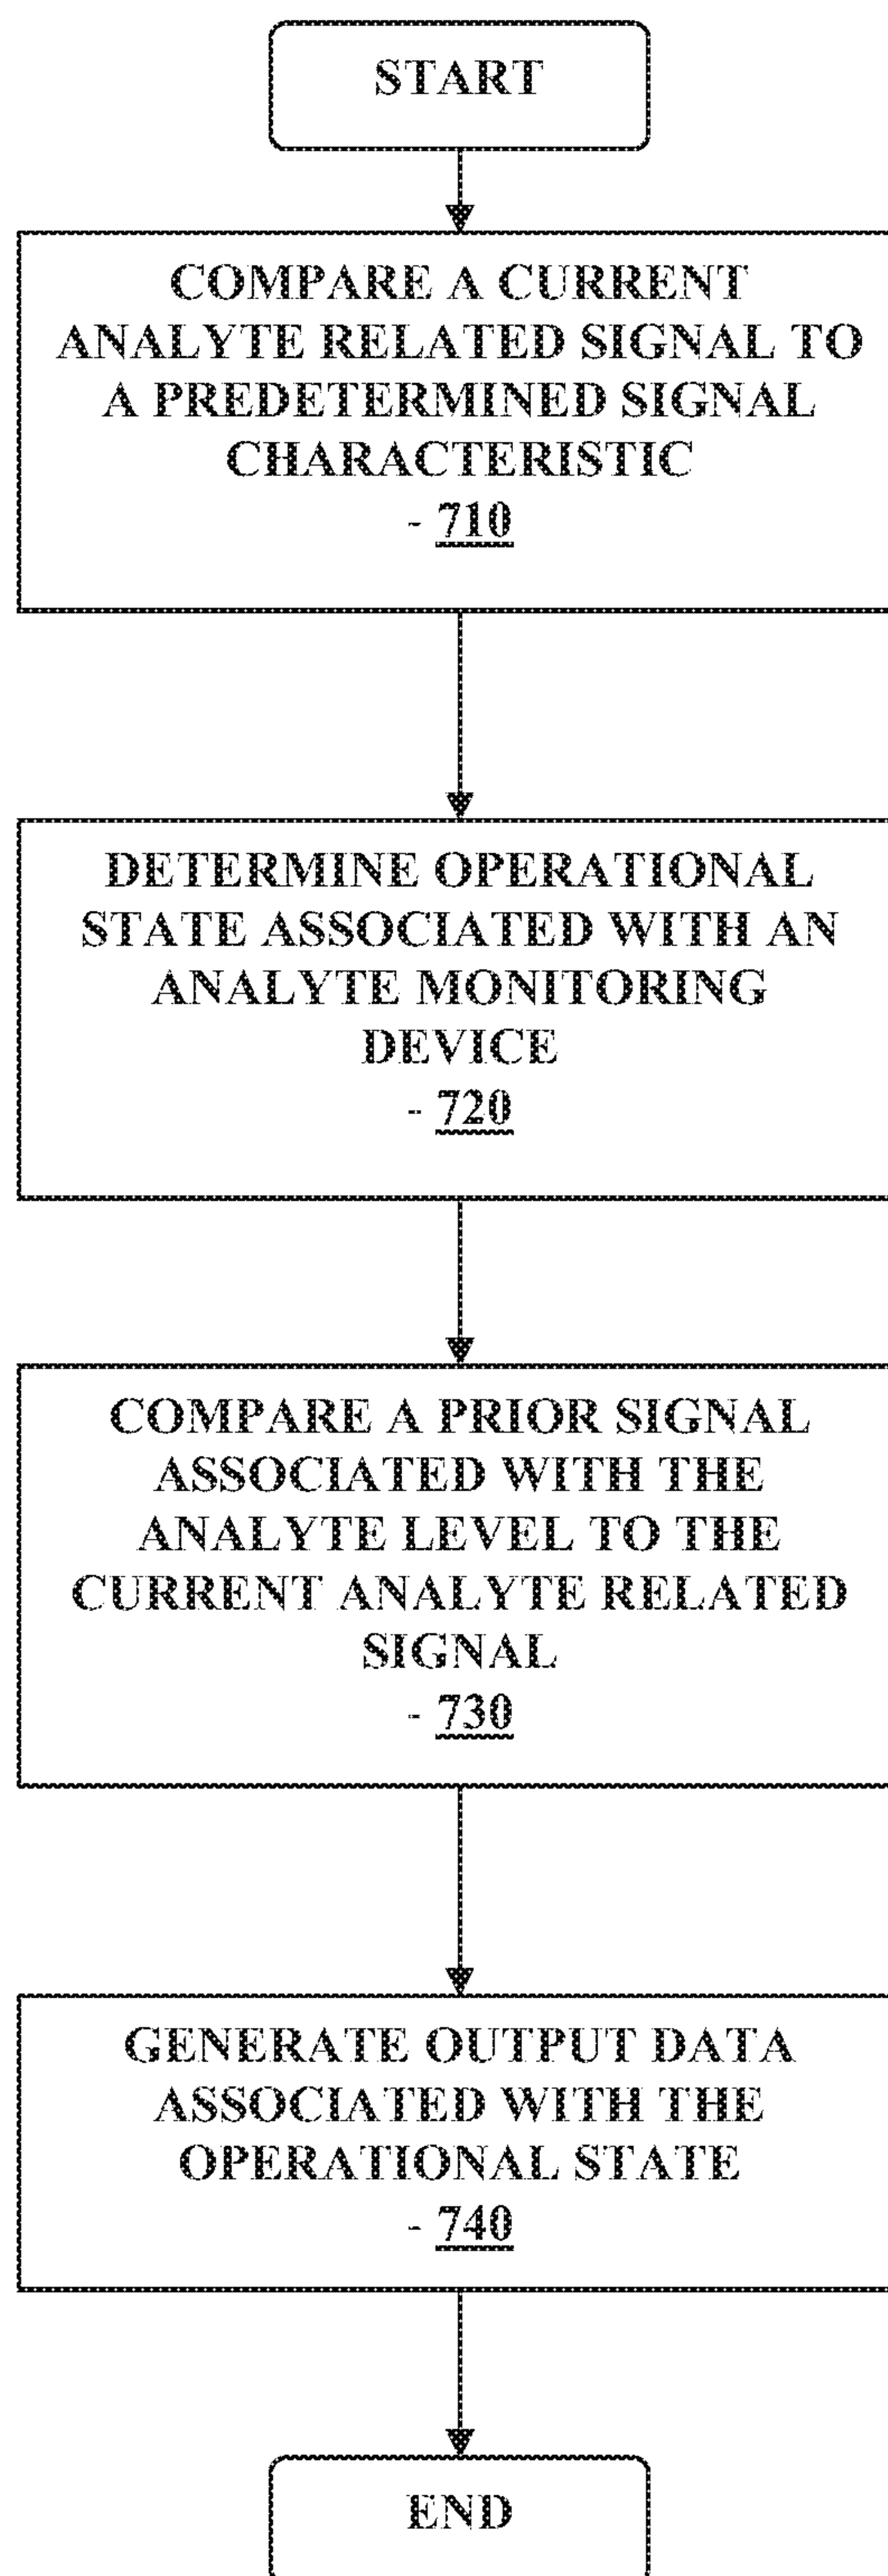 START
COMPARE A CURRENT
ANALYTE RELATED SIGNAL TO
A PREDETERMINED SIGNAL
CHARACTERISTIC
- 710
DETERMINE OPERATIONAL
STATE ASSOCIATED WITH AN
ANALYTE MONITORING
DEVICE
- 720
COMPARE A PRIOR SIGNAL
ASSOCIATED WITH THE
ANALYTE LEVEL TO THE
CURRENT ANALYTE RELATED
SIGNAL
- 730
GENERATE OUTPUT DATA
ASSOCIATED WITH THE
OPERATIONAL STATE
- 740
END